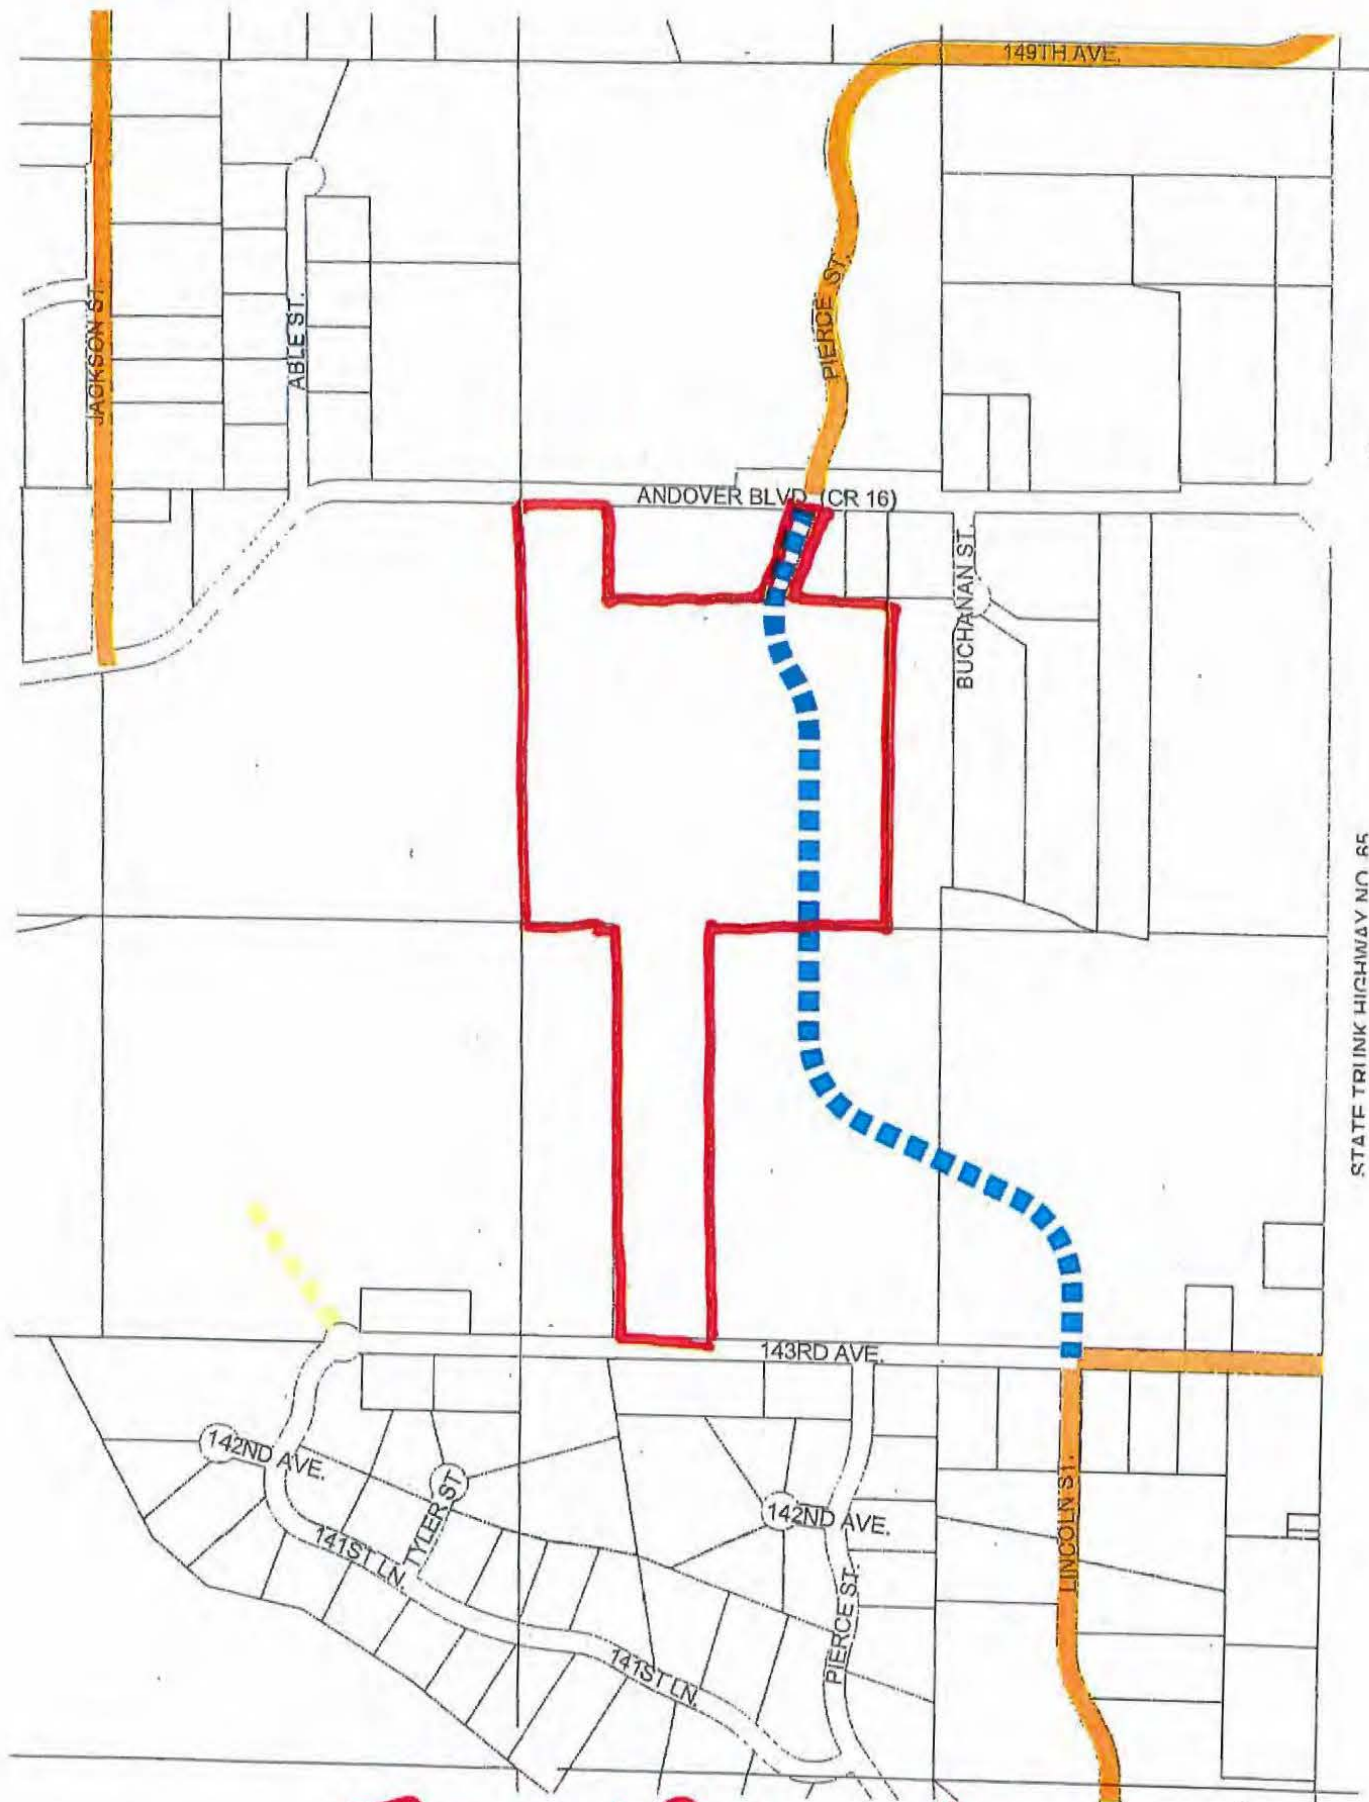 149TH AVE.
PIERCE ST.
JACKSON ST.
ABLE ST.
ANDOVER BLVD. (CR 16)
BUCHANAN ST.
STATE TRUNK HIGHWAY NO. 65
143RD AVE.
142ND AVE.
TYLER ST
142ND AVE.
LINCOLN ST.
141ST LN.
PIERCE ST.
141ST LN.